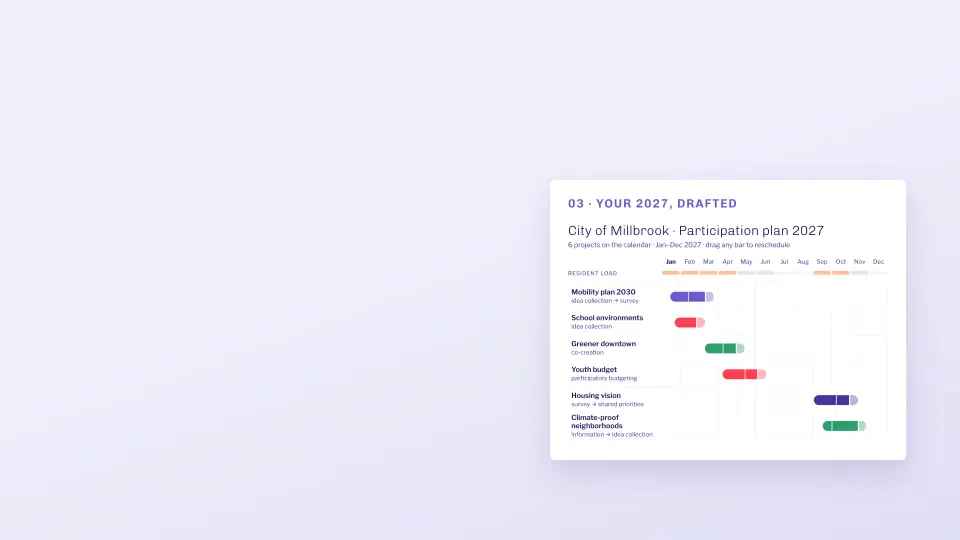 03 · YOUR 2027, DRAFTED
City of Millbrook · Participation plan 2027
6 projects on the calendar · Jan–Dec 2027 · drag any bar to reschedule
Jan Feb Mar Apr May Jun Jul Aug Sep Oct Nov Dec
RESIDENT LOAD
Mobility plan 2030
idea collection → survey
School environments
idea collection
Greener downtown
co-creation
Youth budget
participatory budgeting
Housing vision
survey → shared priorities
Climate-proof
neighborhoods
information → idea collection